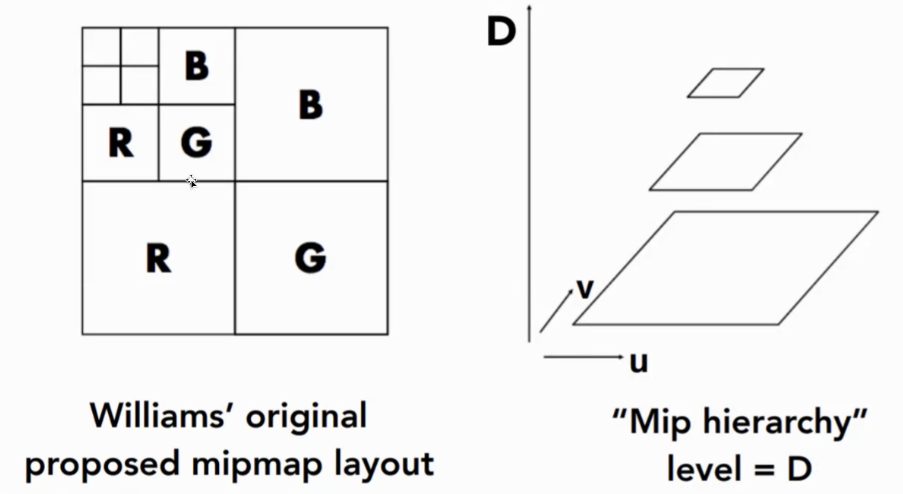 B
B
R
G
R
G
Williams’ original
proposed mipmap layout
D
v
u
“Mip hierarchy”
level = D